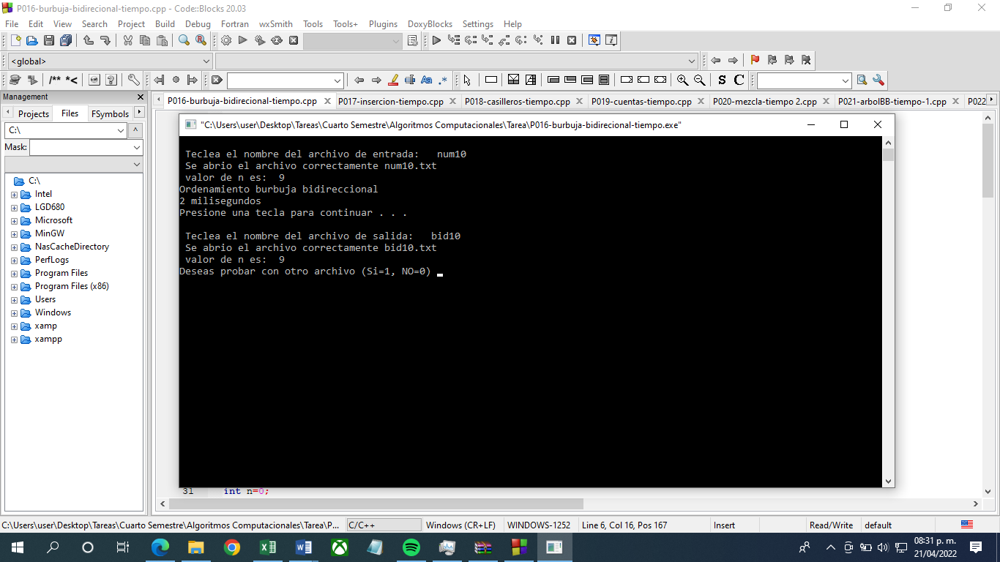 P016-burbuja-bidirecional-tiempo.cpp - Code::Blocks 20.03
File Edit View Search Project Build Debug Fortran wxSmith Tools Tools+ Plugins DoxyBlocks Settings Help
<global>
/** *<
Aa .*
S C
Management
P016-burbuja-bidirecional-tiempo.cpp P017-insercion-tiempo.cpp P018-casilleros-tiempo.cpp P019-cuentas-tiempo.cpp P020-mezcla-tiempo 2.cpp P021-arbolBB-tiempo-1.cpp P022
Projects Files FSymbols
C:\
Mask:
C:\
Intel
LGD680
Microsoft
MinGW
NasCacheDirectory
PerfLogs
Program Files
Program Files (x86)
Users
Windows
xamp
xampp
"C:\Users\user\Desktop\Tareas\Cuarto Semestre\Algoritmos Computacionales\Tarea\P016-burbuja-bidirecional-tiempo.exe"
Teclea el nombre del archivo de entrada: num10
Se abrio el archivo correctamente num10.txt
valor de n es: 9
Ordenamiento burbuja bidireccional
2 milisegundos
Presione una tecla para continuar . . .
Teclea el nombre del archivo de salida: bid10
Se abrio el archivo correctamente bid10.txt
valor de n es: 9
Deseas probar con otro archivo (Si=1, NO=0)
31 int n=0;
C:\Users\user\Desktop\Tareas\Cuarto Semestre\Algoritmos Computacionales\Tarea\P... C/C++ Windows (CR+LF) WINDOWS-1252 Line 6, Col 16, Pos 167 Insert Read/Write default
08:31 p. m.
21/04/2022